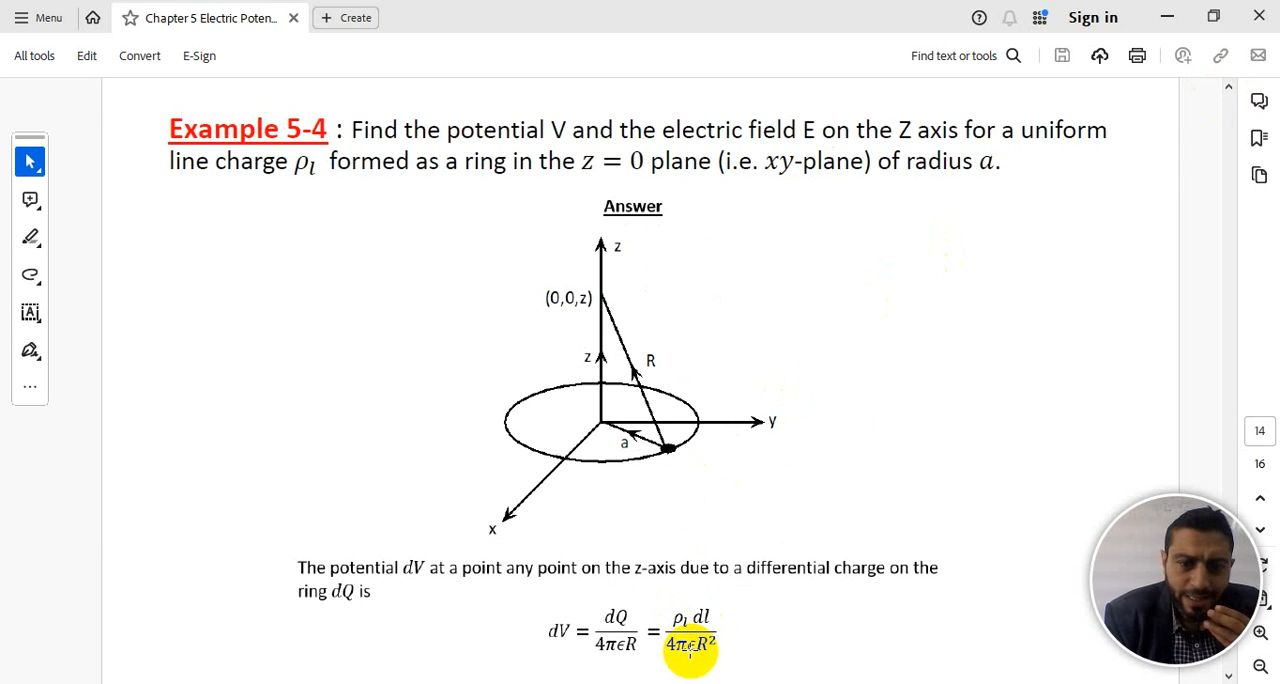 Menu
Chapter 5 Electric Poten...
Create
Sign in
All tools
Edit
Convert
E-Sign
Find text or tools
Example 5-4 : Find the potential V and the electric field E on the Z axis for a uniform
line charge ρl formed as a ring in the z = 0 plane (i.e. xy-plane) of radius a.
Answer
z
(0,0,z)
z
R
y
a
x
14
16
The potential dV at a point any point on the z-axis due to a differential charge on the
ring dQ is
dV = dQ / 4πϵR = ρl dl / 4πϵR²